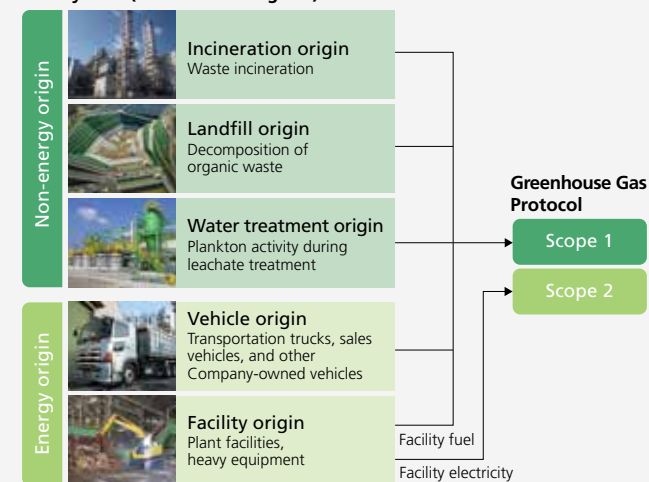 Non-energy origin
Incineration origin
Waste incineration
Landfill origin
Decomposition of
organic waste
Water treatment origin
Plankton activity during
leachate treatment
Energy origin
Vehicle origin
Transportation trucks, sales
vehicles, and other
Company-owned vehicles
Facility origin
Plant facilities,
heavy equipment
Facility fuel
Facility electricity
Greenhouse Gas
Protocol
Scope 1
Scope 2